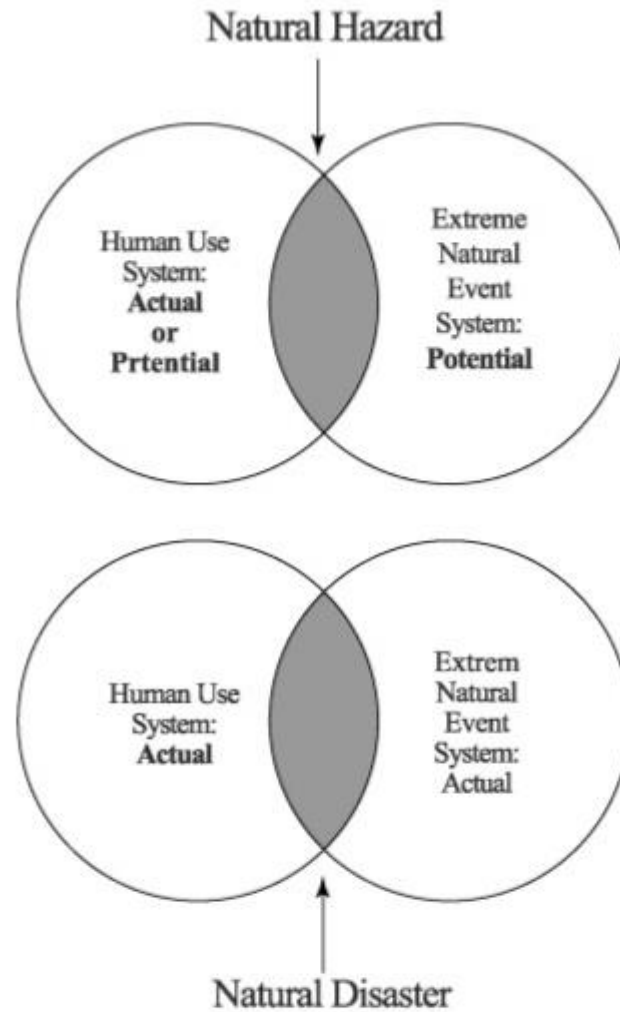 Natural Hazard
Human Use
System:
Actual
or
Prtential
Extreme
Natural
Event
System:
Potential
Human Use
System:
Actual
Extrem
Natural
Event
System:
Actual
Natural Disaster